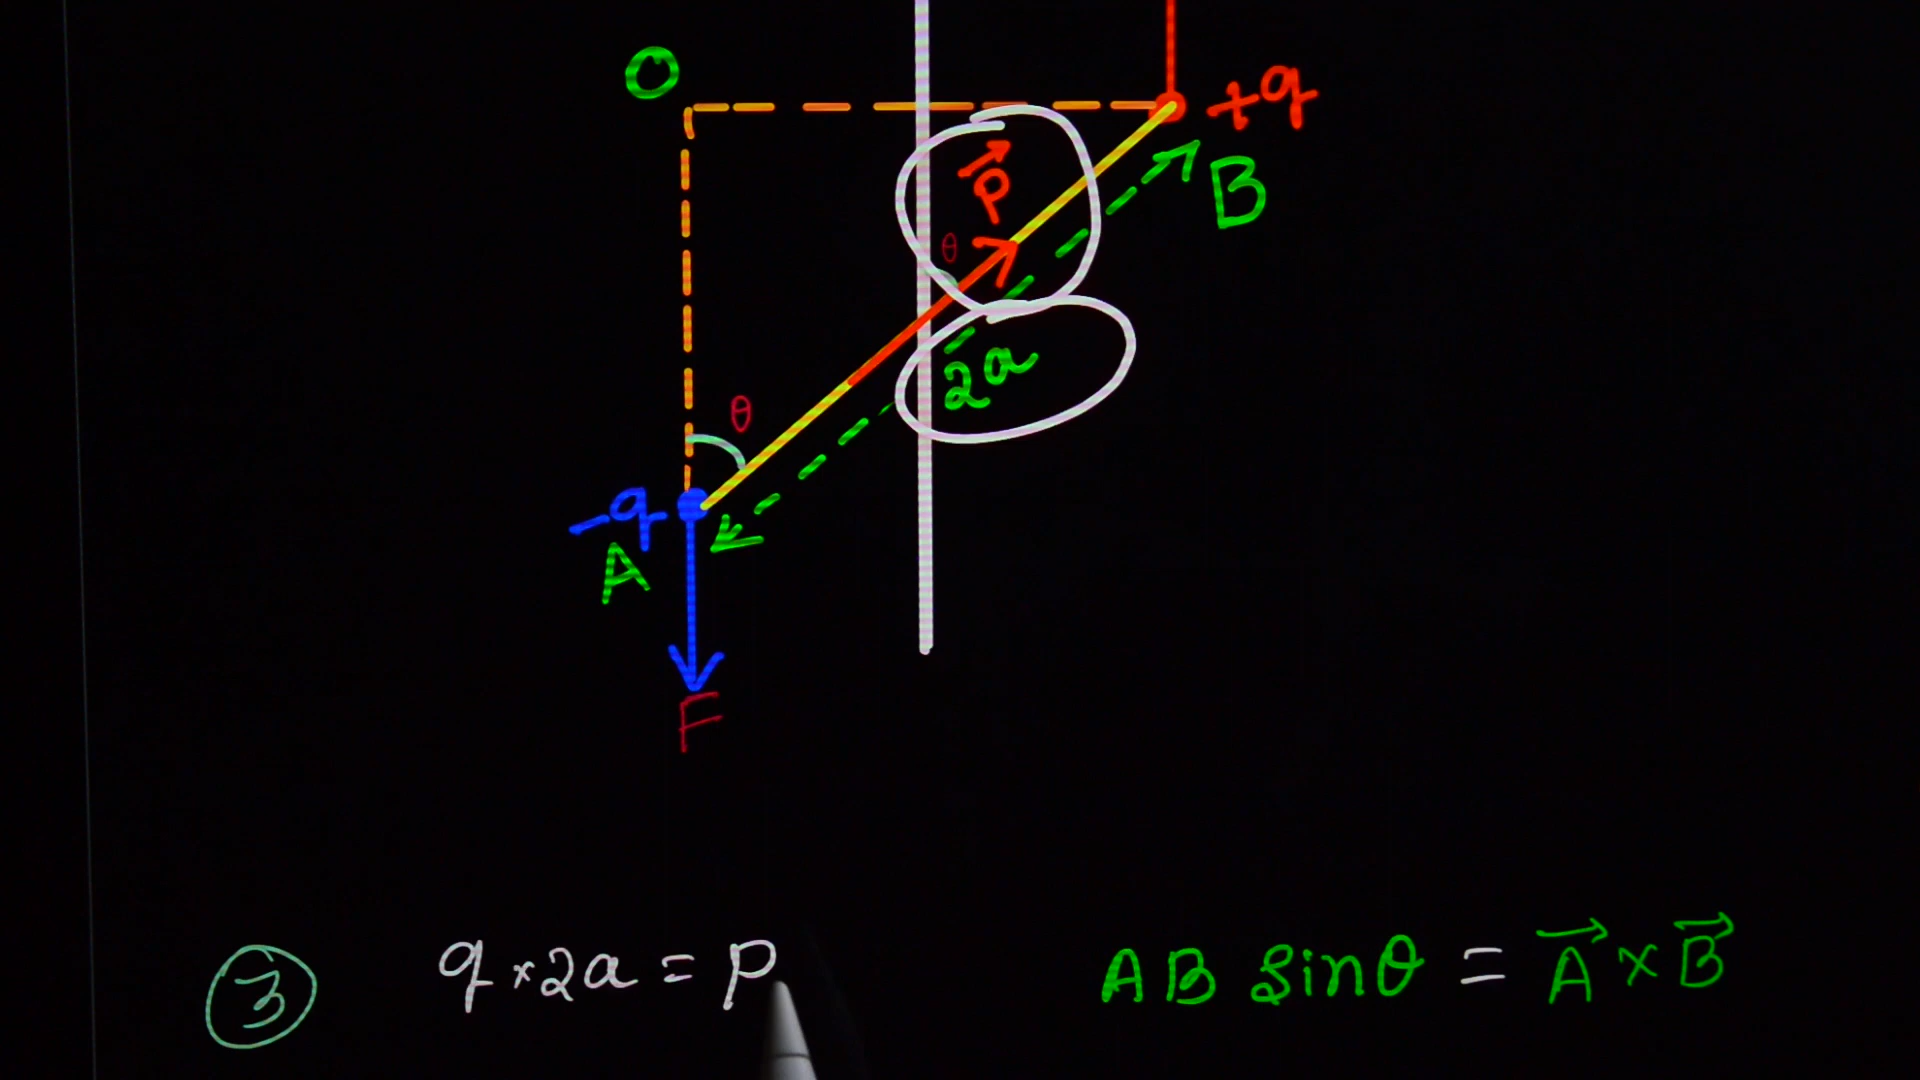 O
+q
p⃗
B
θ
2a
θ
-q
A
F
③ q × 2a = p
AB sinθ = A⃗ × B⃗